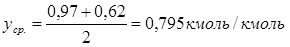 y_ср. = (0,97 + 0,62) / 2 = 0,795 кмоль / кмоль